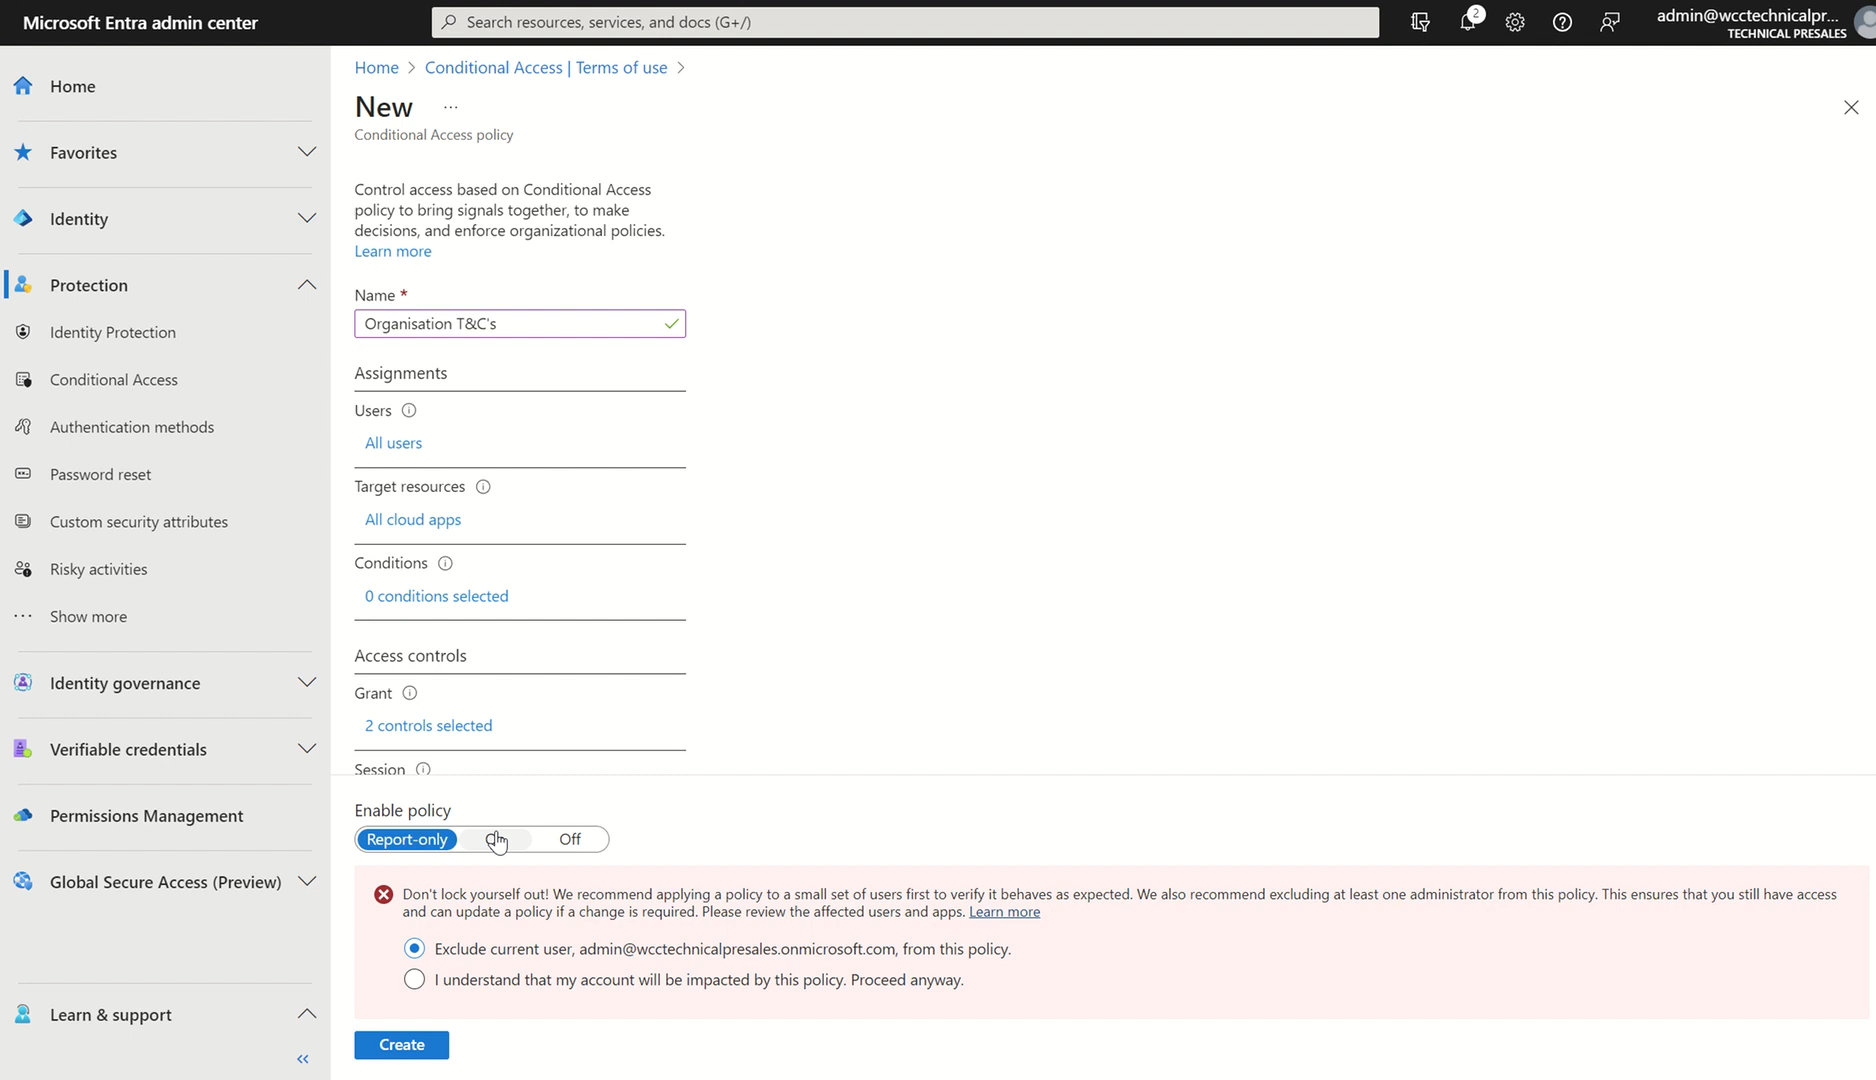 Microsoft Entra admin center
Search resources, services, and docs (G+/)
2
admin@wcctechnicalpr...
TECHNICAL PRESALES
Home
Favorites
Identity
Protection
Identity Protection
Conditional Access
Authentication methods
Password reset
Custom security attributes
Risky activities
Show more
Identity governance
Verifiable credentials
Permissions Management
Global Secure Access (Preview)
Learn & support
Home > Conditional Access | Terms of use >
New ...
Conditional Access policy
Control access based on Conditional Access
policy to bring signals together, to make
decisions, and enforce organizational policies.
Learn more
Name *
Organisation T&C's
Assignments
Users
All users
Target resources
All cloud apps
Conditions
0 conditions selected
Access controls
Grant
2 controls selected
Session
Enable policy
Report-only Off
Don't lock yourself out! We recommend applying a policy to a small set of users first to verify it behaves as expected. We also recommend excluding at least one administrator from this policy. This ensures that you still have access
and can update a policy if a change is required. Please review the affected users and apps. Learn more
Exclude current user, admin@wcctechnicalpresales.onmicrosoft.com, from this policy.
I understand that my account will be impacted by this policy. Proceed anyway.
Create